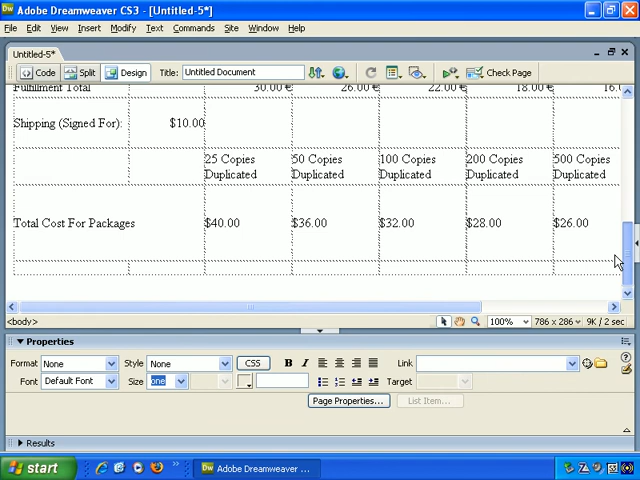 Adobe Dreamweaver CS3 - [Untitled-5*]
File Edit View Insert Modify Text Commands Site Window Help
Untitled-5*
Code Split Design Title: Untitled Document Check Page
Fulfillment Total 30.00 € 26.00 € 22.00 € 18.00 € 16.0
Shipping (Signed For): $10.00
25 Copies Duplicated 50 Copies Duplicated 100 Copies Duplicated 200 Copies Duplicated 500 Copies Duplicated
Total Cost For Packages $40.00 $36.00 $32.00 $28.00 $26.00
<body> 100% 786 x 286 9K / 2 sec
Properties
Format None Style None CSS B I Link
Font Default Font Size one Target
Page Properties... List Item...
Results
start Adobe Dreamweaver ...